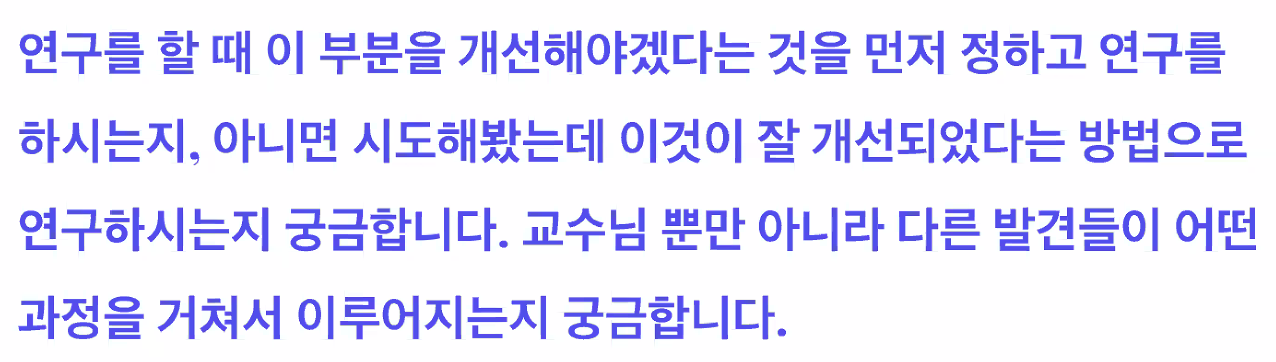 연구를 할 때 이 부분을 개선해야겠다는 것을 먼저 정하고 연구를
하시는지, 아니면 시도해봤는데 이것이 잘 개선되었다는 방법으로
연구하시는지 궁금합니다. 교수님 뿐만 아니라 다른 발견들이 어떤
과정을 거쳐서 이루어지는지 궁금합니다.